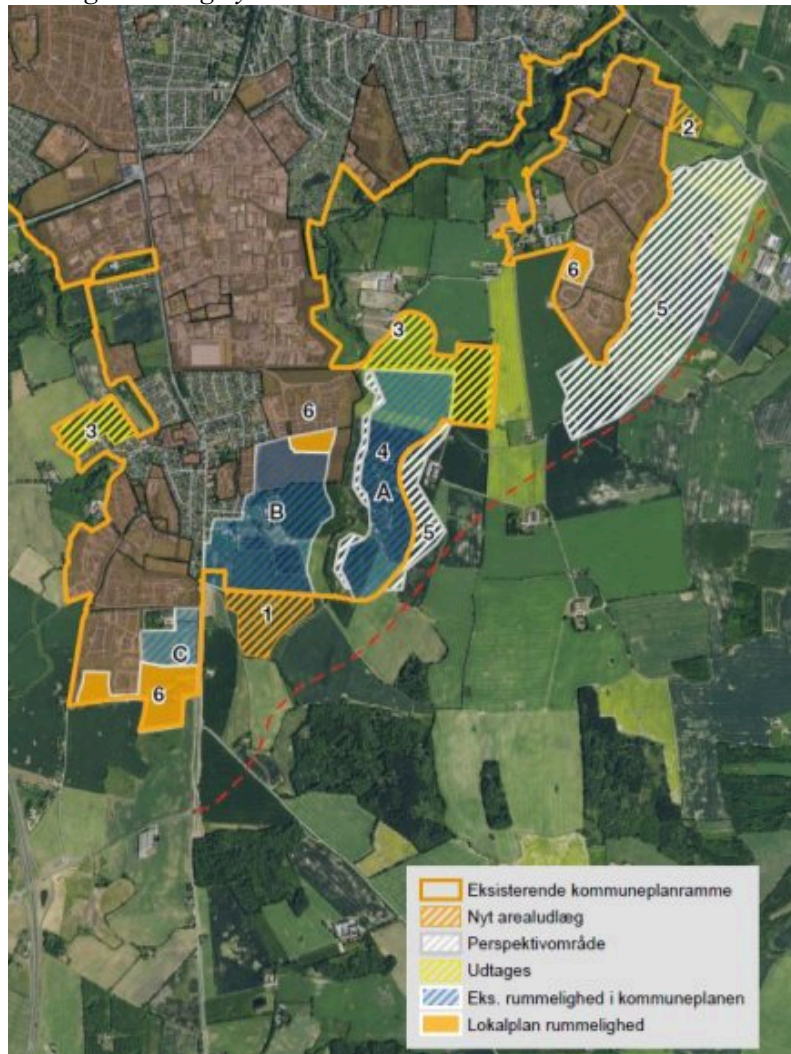 2
6
5
3
3
6
4
A
B
5
1
C
6
Eksisterende kommuneplanramme
Nyt arealudlæg
Perspektivområde
Udtages
Eks. rummelighed i kommuneplanen
Lokalplan rummelighed